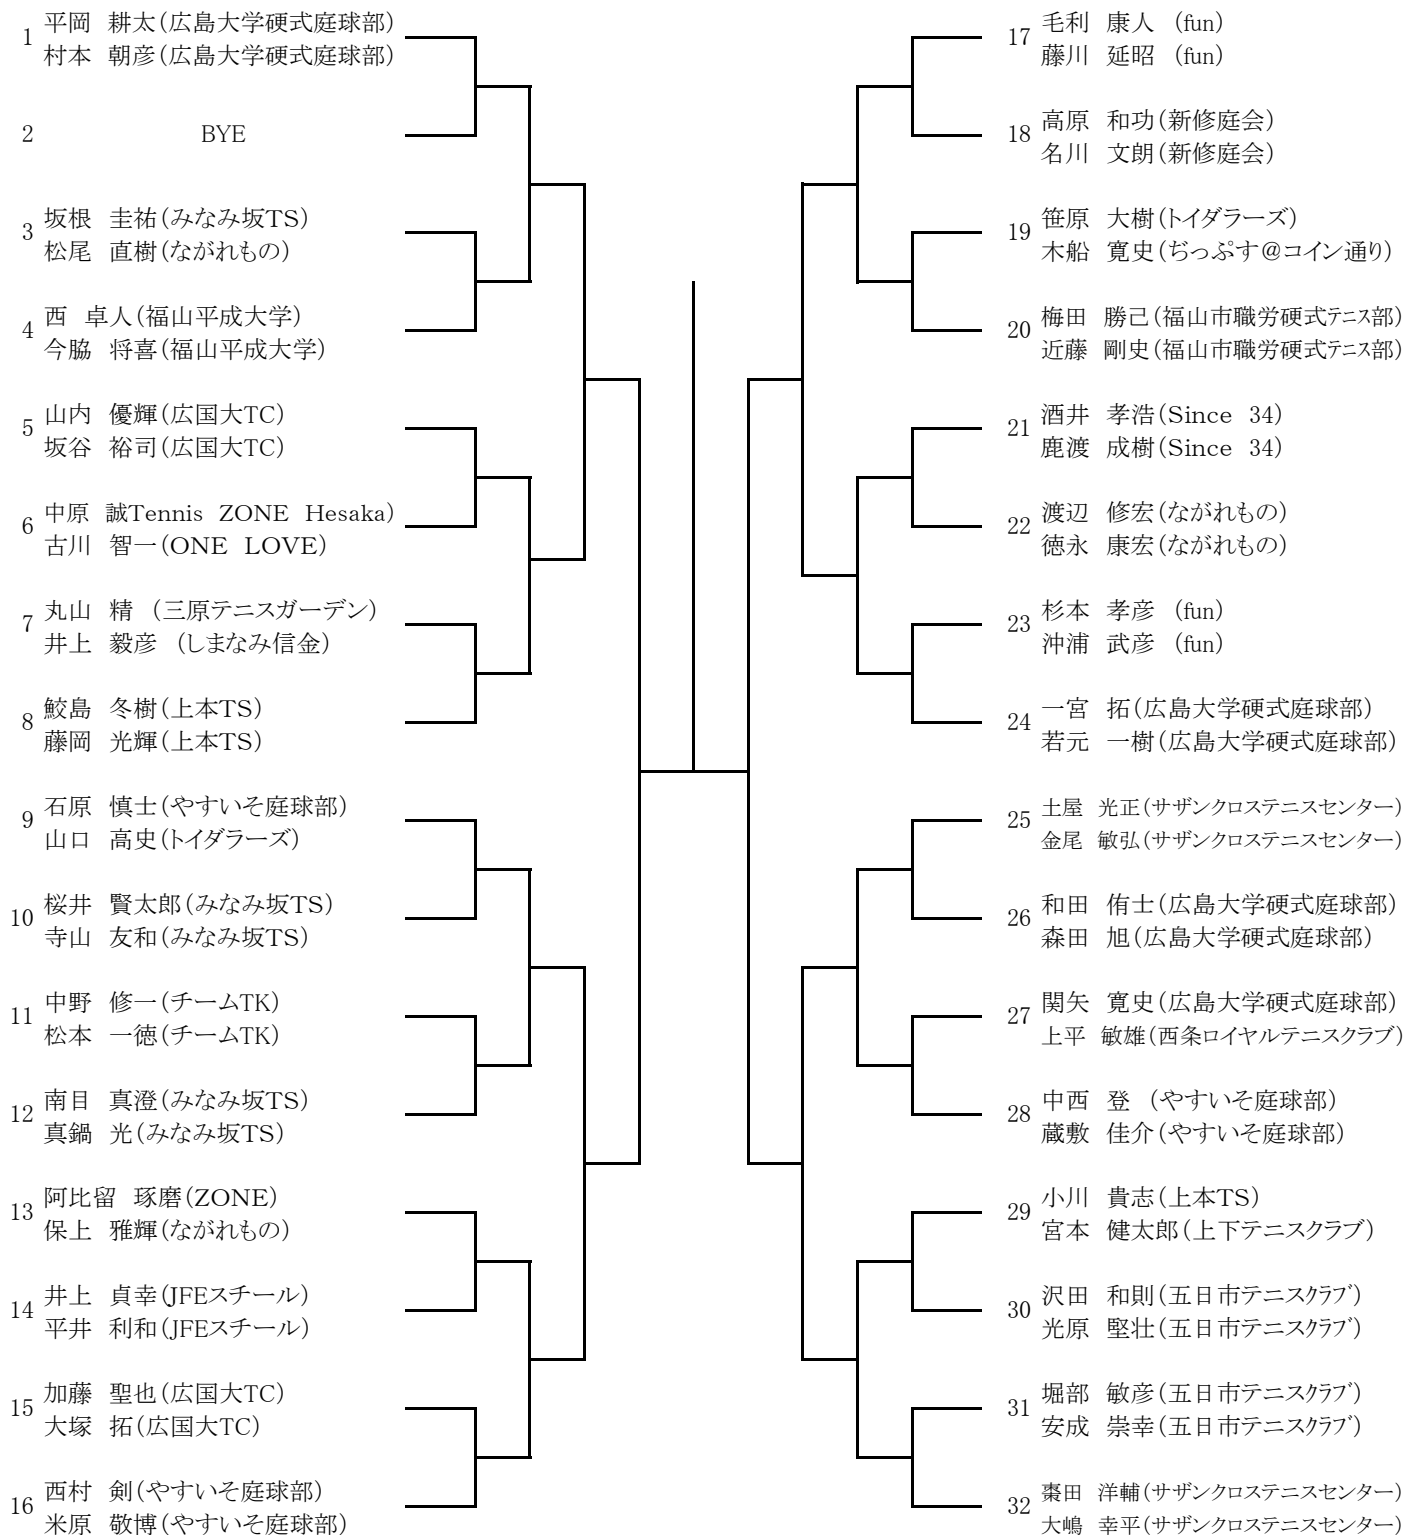 1 平岡 耕太(広島大学硬式庭球部)
村本 朝彦(広島大学硬式庭球部)
2 BYE
3 坂根 圭祐(みなみ坂TS)
松尾 直樹(ながれもの)
4 西 卓人(福山平成大学)
今脇 将喜(福山平成大学)
5 山内 優輝(広国大TC)
坂谷 裕司(広国大TC)
6 中原 誠Tennis ZONE Hesaka)
古川 智一(ONE LOVE)
7 丸山 精 (三原テニスガーデン)
井上 毅彦 (しまなみ信金)
8 鮫島 冬樹(上本TS)
藤岡 光輝(上本TS)
9 石原 慎士(やすいそ庭球部)
山口 高史(トイダラーズ)
10 桜井 賢太郎(みなみ坂TS)
寺山 友和(みなみ坂TS)
11 中野 修一(チームTK)
松本 一徳(チームTK)
12 南目 真澄(みなみ坂TS)
真鍋 光(みなみ坂TS)
13 阿比留 琢磨(ZONE)
保上 雅輝(ながれもの)
14 井上 貞幸(JFEスチール)
平井 利和(JFEスチール)
15 加藤 聖也(広国大TC)
大塚 拓(広国大TC)
16 西村 剣(やすいそ庭球部)
米原 敬博(やすいそ庭球部)
17 毛利 康人 (fun)
藤川 延昭 (fun)
18 高原 和功(新修庭会)
名川 文朗(新修庭会)
19 笹原 大樹(トイダラーズ)
木船 寛史(ぢっぷす@コイン通り)
20 梅田 勝己(福山市職労硬式テニス部)
近藤 剛史(福山市職労硬式テニス部)
21 酒井 孝浩(Since 34)
鹿渡 成樹(Since 34)
22 渡辺 修宏(ながれもの)
徳永 康宏(ながれもの)
23 杉本 孝彦 (fun)
沖浦 武彦 (fun)
24 一宮 拓(広島大学硬式庭球部)
若元 一樹(広島大学硬式庭球部)
25 土屋 光正(サザンクロステニスセンター)
金尾 敏弘(サザンクロステニスセンター)
26 和田 侑士(広島大学硬式庭球部)
森田 旭(広島大学硬式庭球部)
27 関矢 寛史(広島大学硬式庭球部)
上平 敏雄(西条ロイヤルテニスクラブ)
28 中西 登 (やすいそ庭球部)
蔵敷 佳介(やすいそ庭球部)
29 小川 貴志(上本TS)
宮本 健太郎(上下テニスクラブ)
30 沢田 和則(五日市テニスクラブ)
光原 堅壮(五日市テニスクラブ)
31 堀部 敏彦(五日市テニスクラブ)
安成 崇幸(五日市テニスクラブ)
32 棗田 洋輔(サザンクロステニスセンター)
大嶋 幸平(サザンクロステニスセンター)